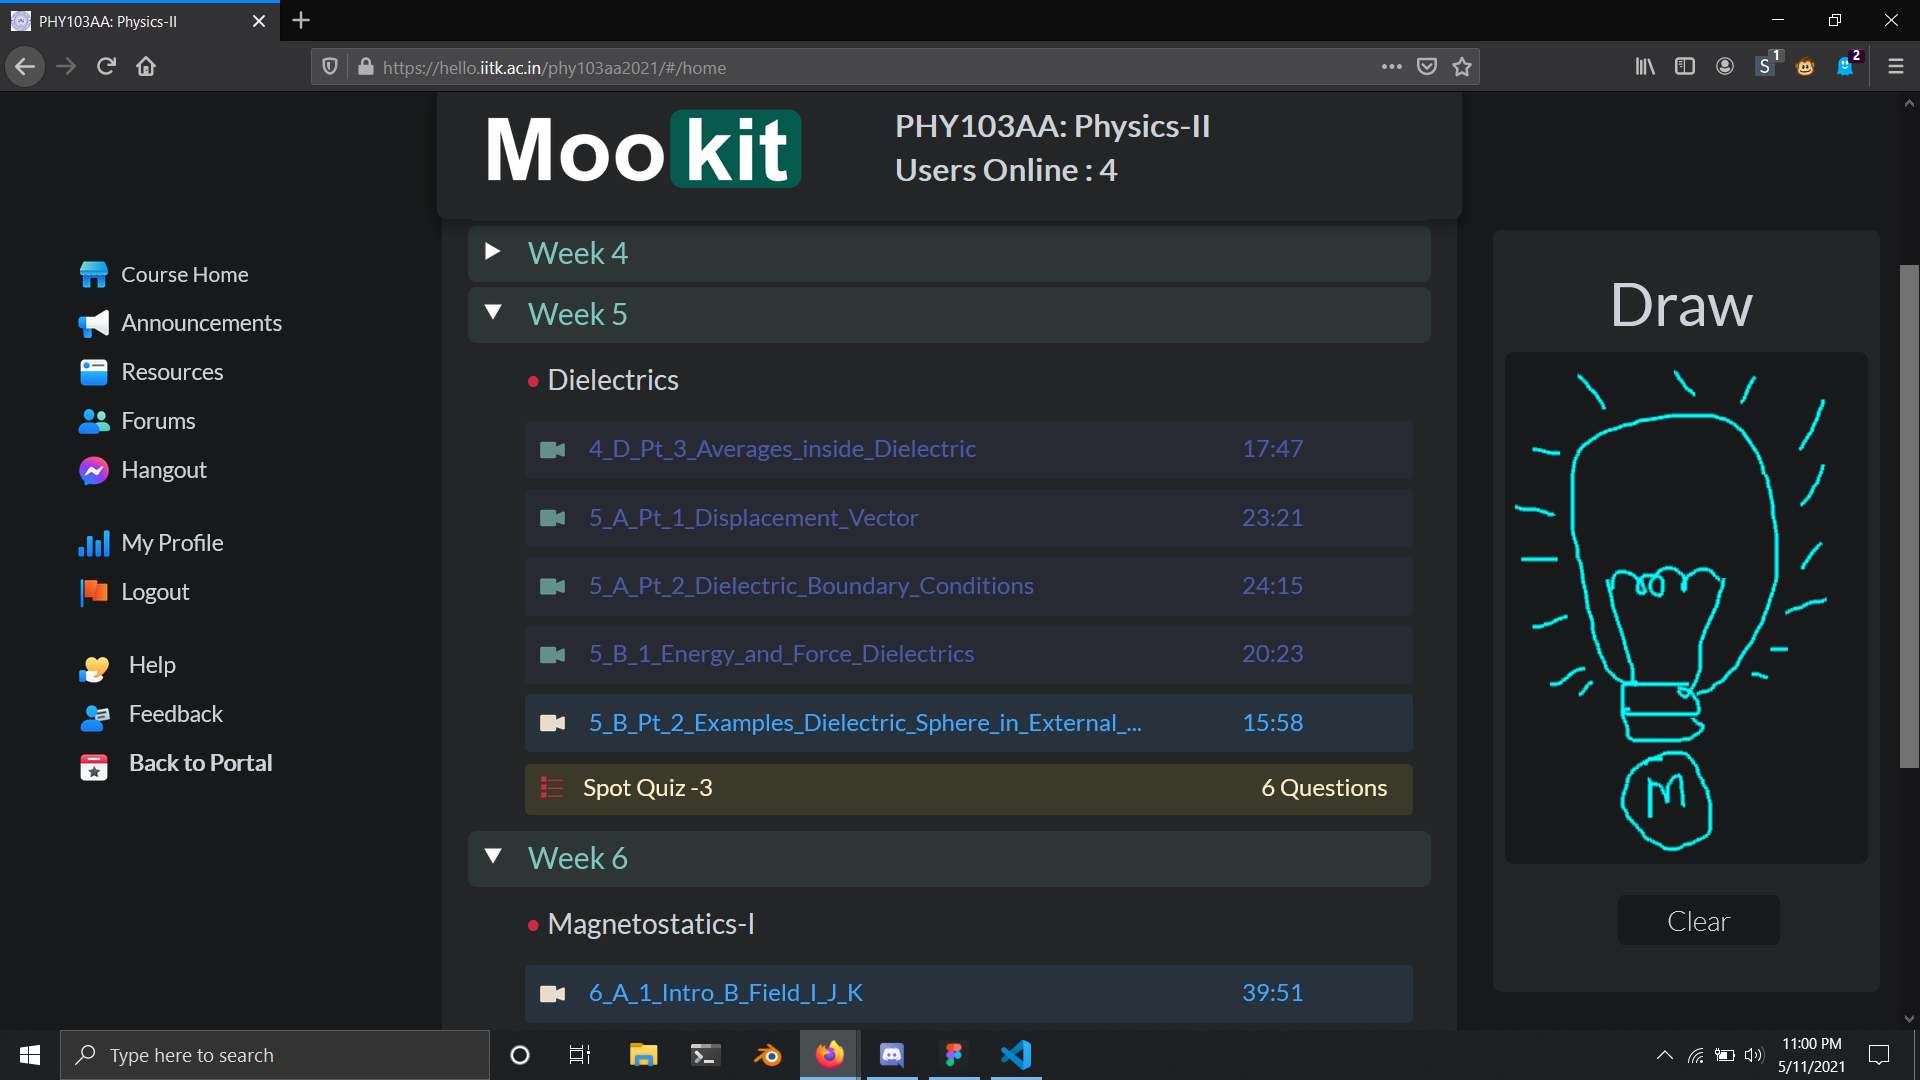 PHY103AA: Physics-II
https://hello.iitk.ac.in/phy103aa2021/#/home
S
1
2
Mookit
PHY103AA: Physics-II
Users Online : 4
Course Home
Announcements
Resources
Forums
Hangout
My Profile
Logout
Help
Feedback
Back to Portal
Week 4
Week 5
Dielectrics
4_D_Pt_3_Averages_inside_Dielectric 17:47
5_A_Pt_1_Displacement_Vector 23:21
5_A_Pt_2_Dielectric_Boundary_Conditions 24:15
5_B_1_Energy_and_Force_Dielectrics 20:23
5_B_Pt_2_Examples_Dielectric_Sphere_in_External_... 15:58
Spot Quiz -3 6 Questions
Week 6
Magnetostatics-I
6_A_1_Intro_B_Field_I_J_K 39:51
Draw
M
Clear
Type here to search
11:00 PM
5/11/2021